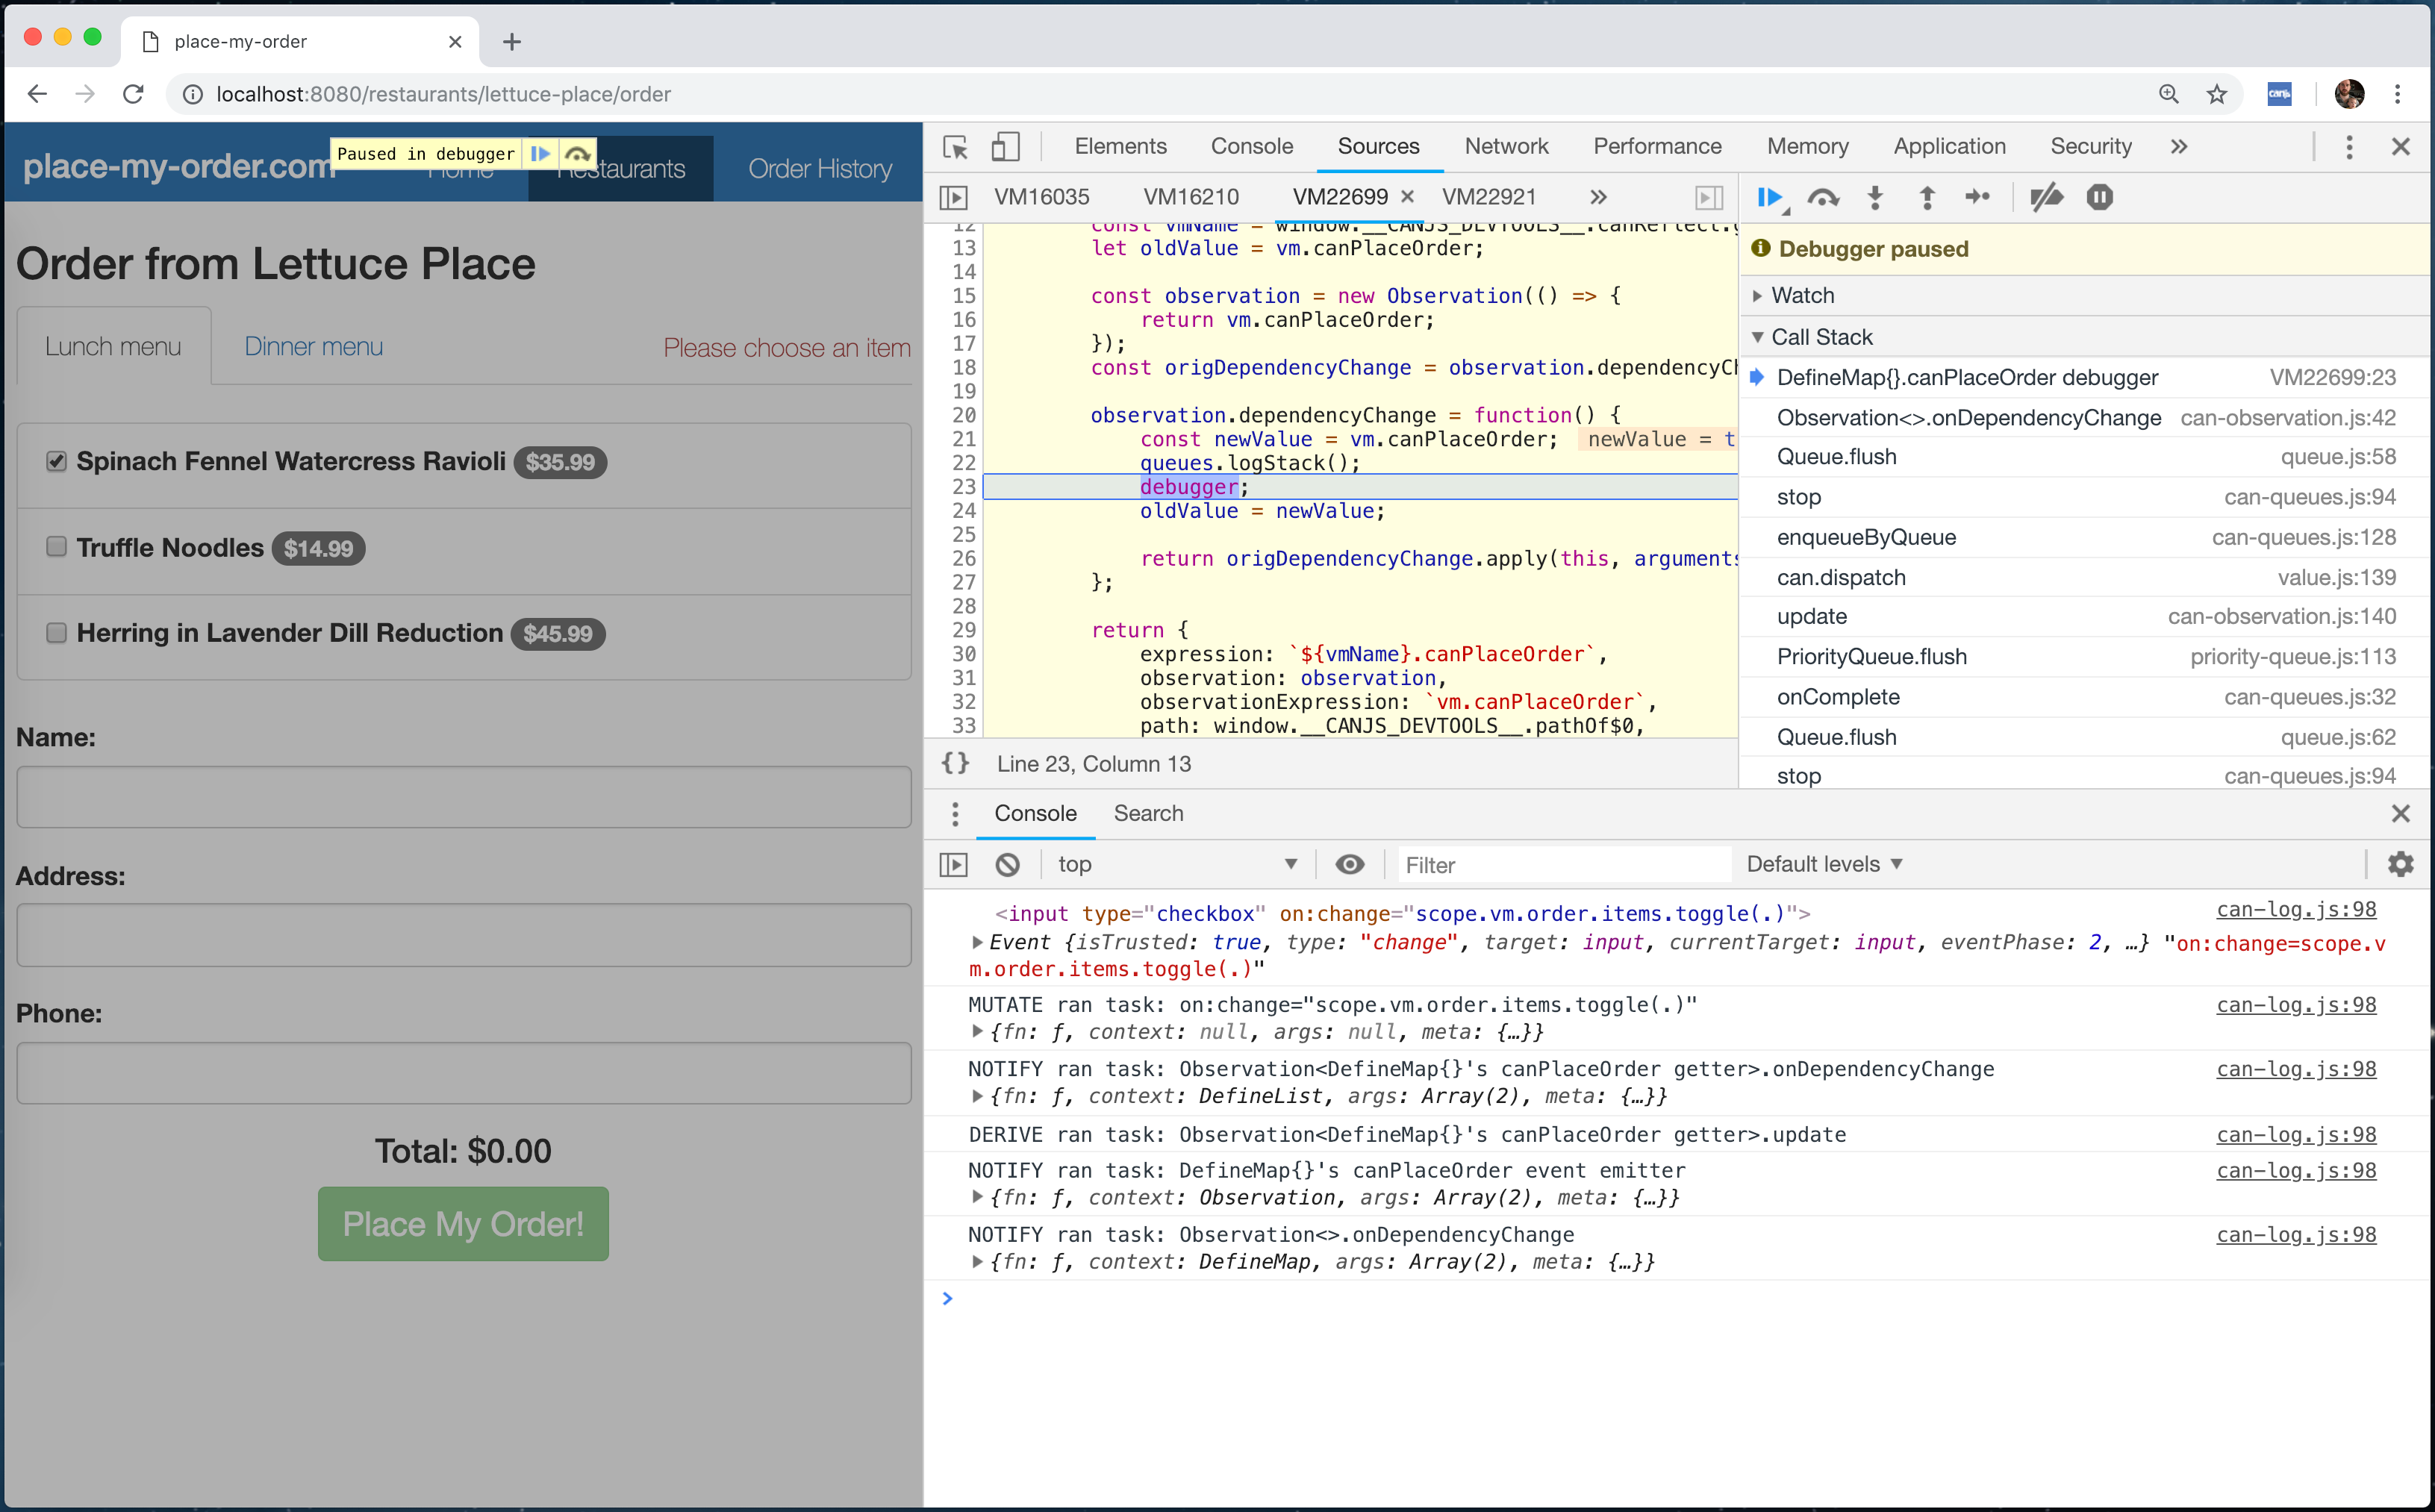 place-my-order
localhost:8080/restaurants/lettuce-place/order
place-my-order.com
Paused in debugger
Home
Restaurants
Order History
Order from Lettuce Place
Lunch menu
Dinner menu
Please choose an item
Spinach Fennel Watercress Ravioli $35.99
Truffle Noodles $14.99
Herring in Lavender Dill Reduction $45.99
Name:
Address:
Phone:
Total: $0.00
Place My Order!
Elements Console Sources Network Performance Memory Application Security
VM16035 VM16210 VM22699 VM22921
12 const vmName = window.__CANJS_DEVTOOLS__.canReflect.
13 let oldValue = vm.canPlaceOrder;
14
15 const observation = new Observation(() => {
16 return vm.canPlaceOrder;
17 });
18 const origDependencyChange = observation.dependencyCh
19
20 observation.dependencyChange = function() {
21 const newValue = vm.canPlaceOrder; newValue = t
22 queues.logStack();
23 debugger;
24 oldValue = newValue;
25
26 return origDependencyChange.apply(this, arguments
27 };
28
29 return {
30 expression: `${vmName}.canPlaceOrder`,
31 observation: observation,
32 observationExpression: `vm.canPlaceOrder`,
33 path: window.__CANJS_DEVTOOLS__.pathOf$0,
{} Line 23, Column 13
Debugger paused
Watch
Call Stack
DefineMap{}.canPlaceOrder debugger VM22699:23
Observation<>.onDependencyChange can-observation.js:42
Queue.flush queue.js:58
stop can-queues.js:94
enqueueByQueue can-queues.js:128
can.dispatch value.js:139
update can-observation.js:140
PriorityQueue.flush priority-queue.js:113
onComplete can-queues.js:32
Queue.flush queue.js:62
stop can-queues.js:94
Console Search
top Filter Default levels
<input type="checkbox" on:change="scope.vm.order.items.toggle(.)"> can-log.js:98
Event {isTrusted: true, type: "change", target: input, currentTarget: input, eventPhase: 2, …} "on:change=scope.v
m.order.items.toggle(.)"
MUTATE ran task: on:change="scope.vm.order.items.toggle(.)" can-log.js:98
{fn: ƒ, context: null, args: null, meta: {…}}
NOTIFY ran task: Observation<DefineMap{}'s canPlaceOrder getter>.onDependencyChange can-log.js:98
{fn: ƒ, context: DefineList, args: Array(2), meta: {…}}
DERIVE ran task: Observation<DefineMap{}'s canPlaceOrder getter>.update can-log.js:98
NOTIFY ran task: DefineMap{}'s canPlaceOrder event emitter can-log.js:98
{fn: ƒ, context: Observation, args: Array(2), meta: {…}}
NOTIFY ran task: Observation<>.onDependencyChange can-log.js:98
{fn: ƒ, context: DefineMap, args: Array(2), meta: {…}}